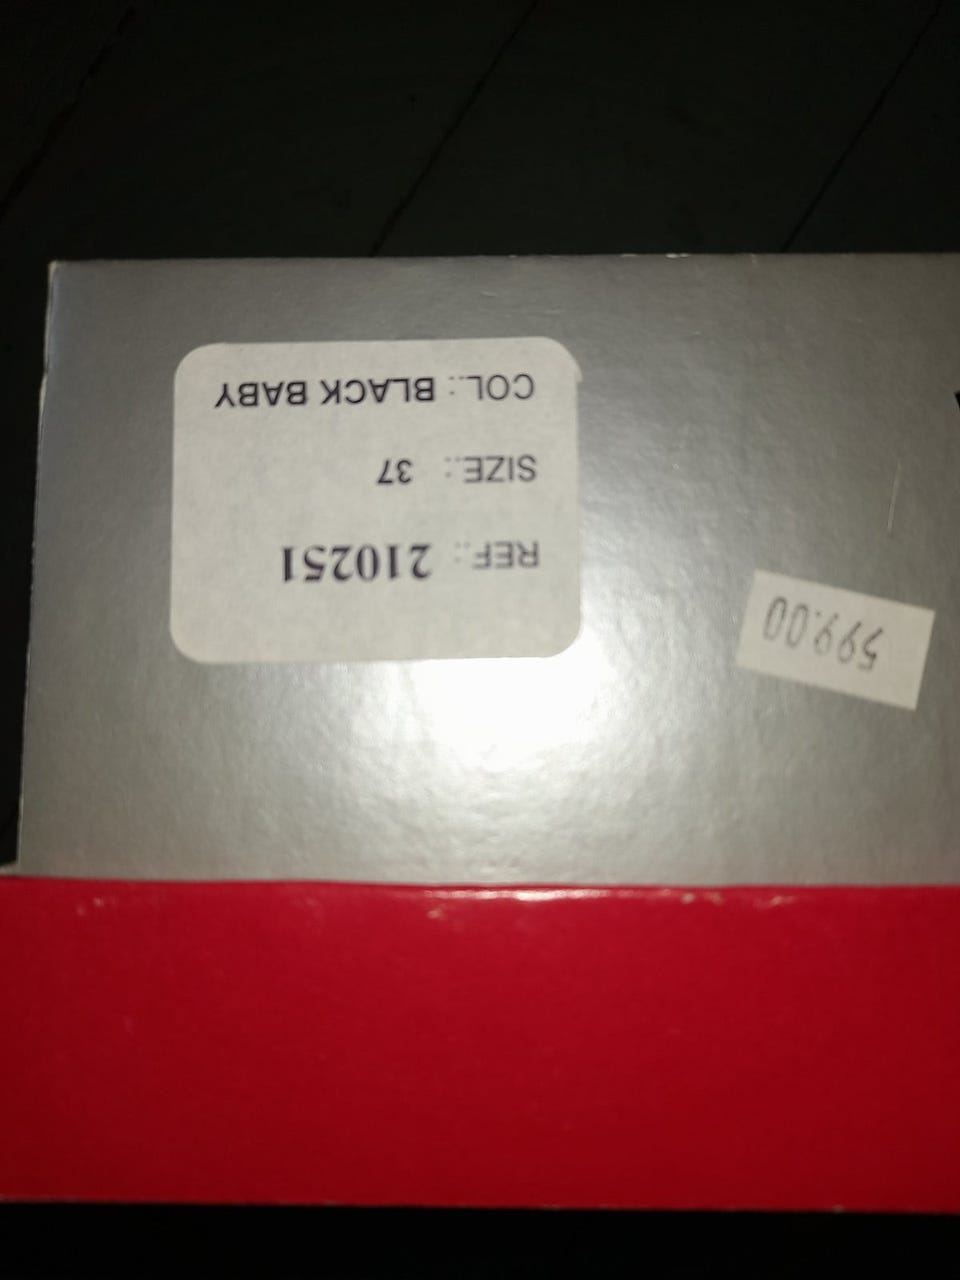 REF.: 210251
SIZE.: 37
COL.: BLACK BABY
599.00